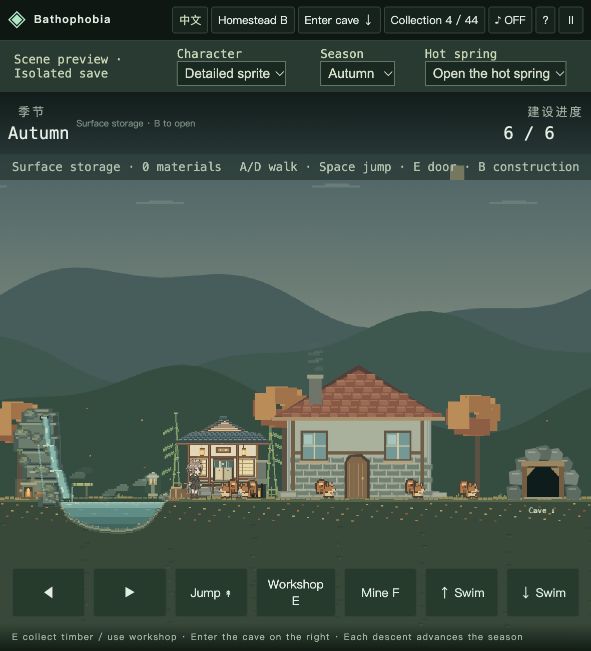 Bathophobia
中文
Homestead B
Enter cave ↓
Collection 4 / 44
♪ OFF
?
II
Scene preview ·
Isolated save
Character
Detailed sprite
Season
Autumn
Hot spring
Open the hot spring
季节
Autumn
Surface storage · B to open
建设进度
6 / 6
Surface storage · 0 materials
A/D walk · Space jump · E door · B construction
Cave ↓
◀
▶
Jump ↟
Workshop
E
Mine F
↑ Swim
↓ Swim
E collect timber / use workshop · Enter the cave on the right · Each descent advances the season